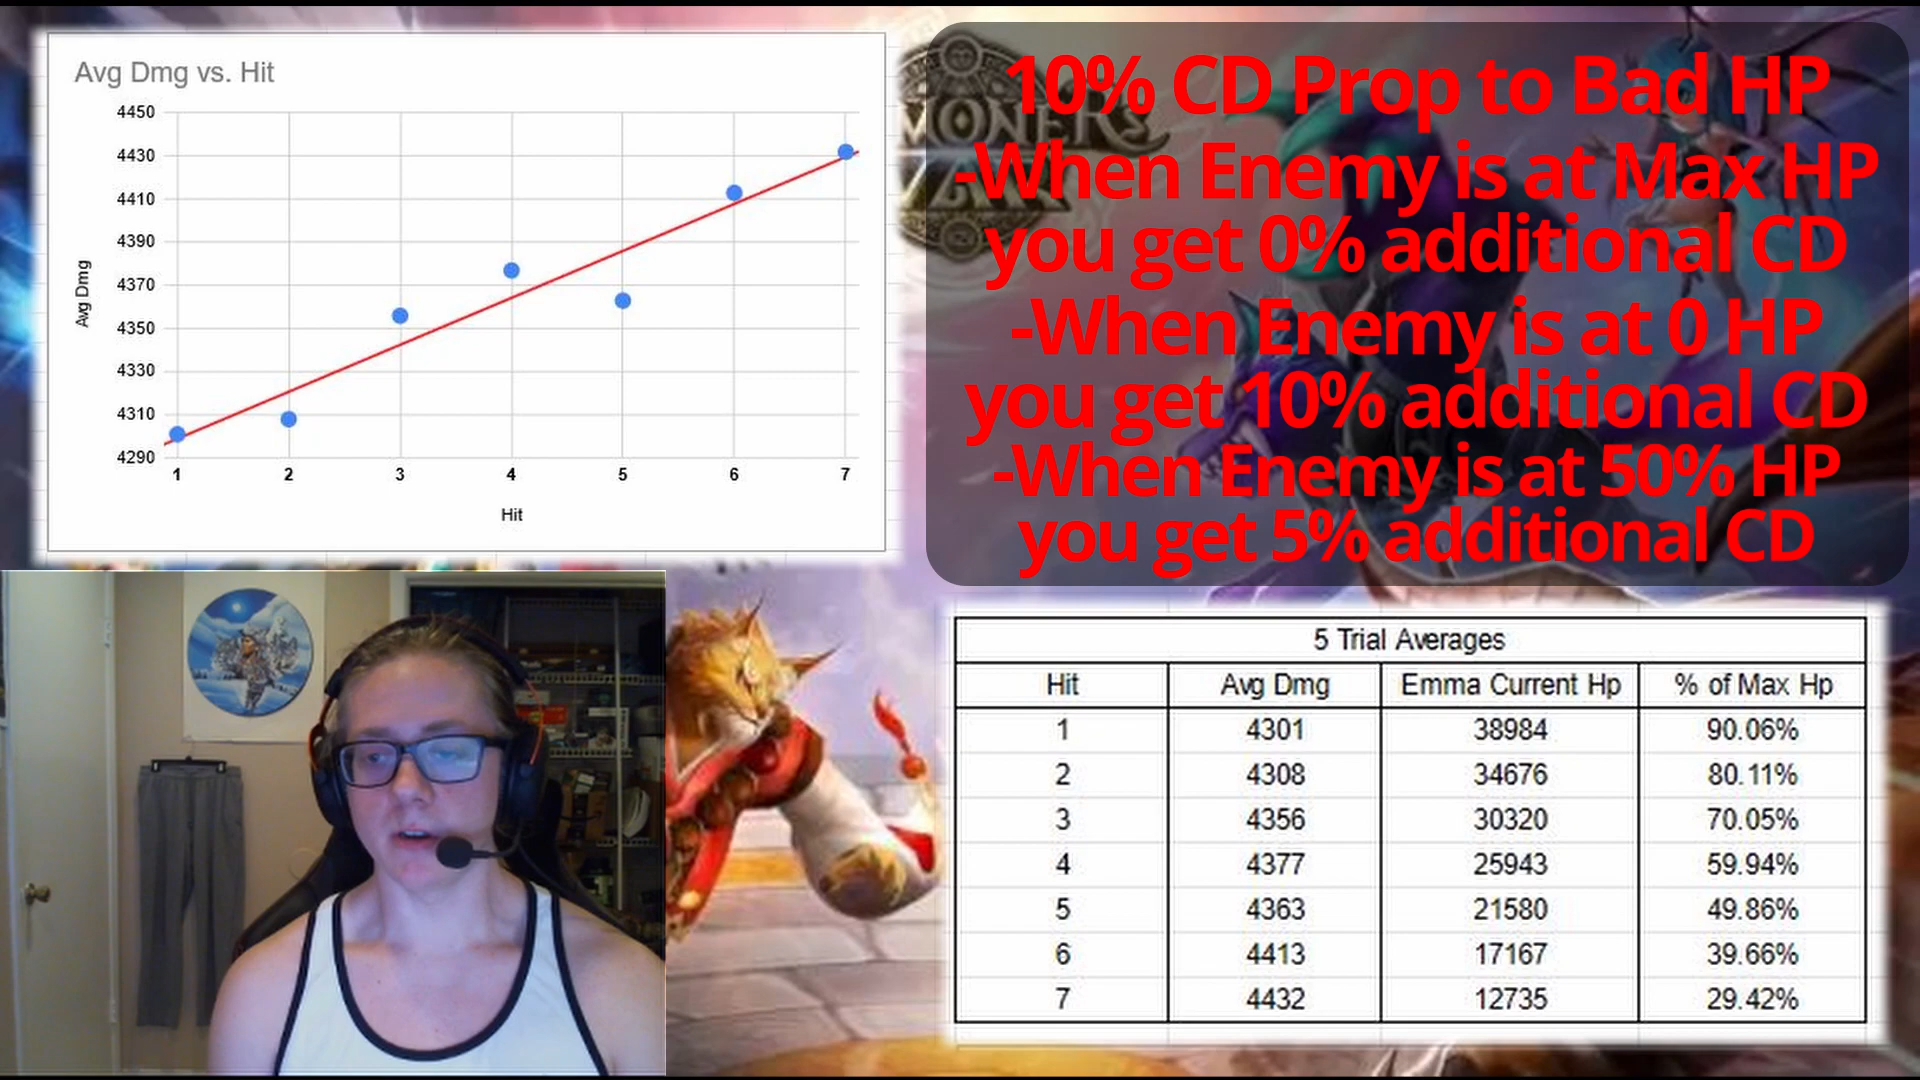 Avg Dmg vs. Hit
4450
4430
4410
4390
4370
4350
4330
4310
4290
Avg Dmg
1 2 3 4 5 6 7
Hit
10% CD Prop to Bad HP
-When Enemy is at Max HP
you get 0% additional CD
-When Enemy is at 0 HP
you get 10% additional CD
-When Enemy is at 50% HP
you get 5% additional CD
5 Trial Averages
Hit Avg Dmg Emma Current Hp % of Max Hp
1 4301 38984 90.06%
2 4308 34676 80.11%
3 4356 30320 70.05%
4 4377 25943 59.94%
5 4363 21580 49.86%
6 4413 17167 39.66%
7 4432 12735 29.42%